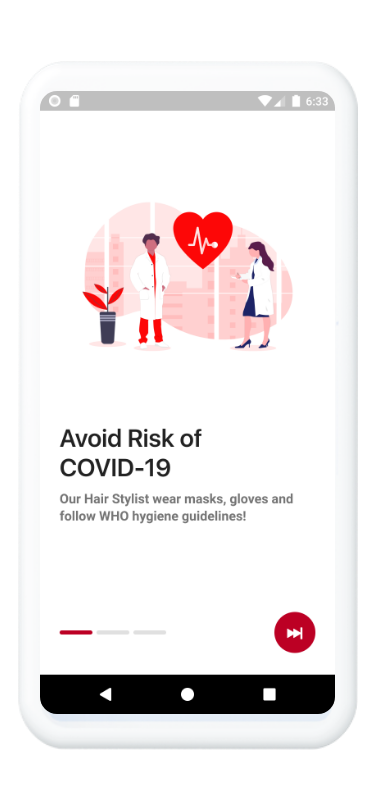 6:33
Avoid Risk of
COVID-19
Our Hair Stylist wear masks, gloves and
follow WHO hygiene guidelines!